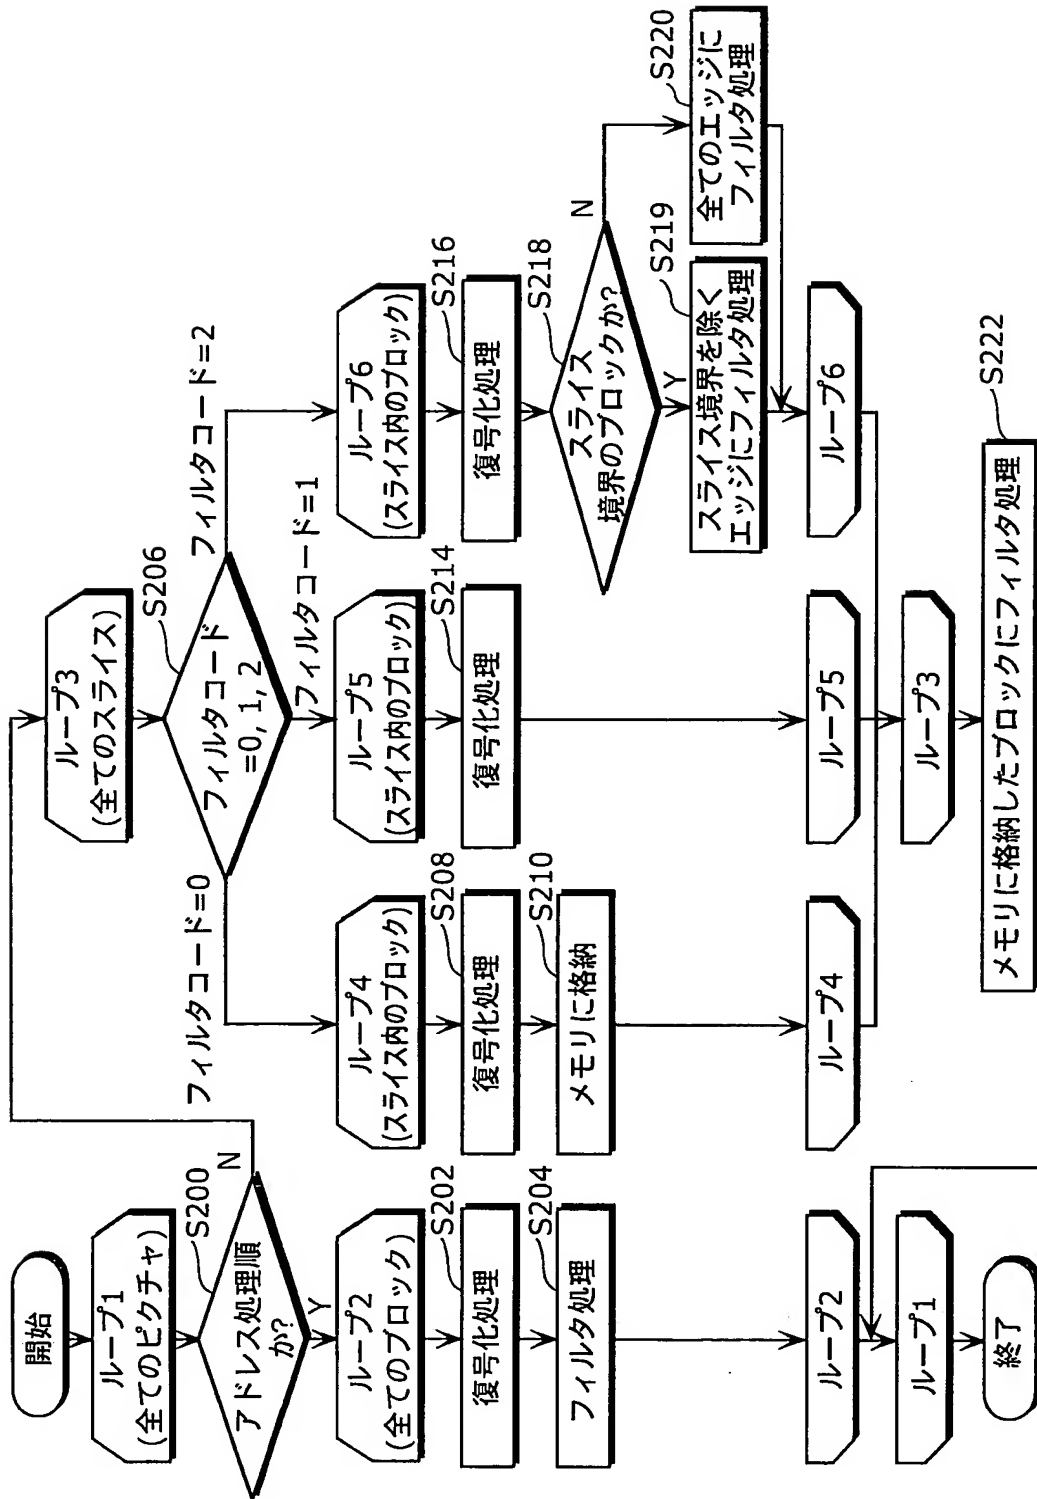 開始
ループ1
(全てのピクチャ)
S200
アドレス処理順
か?
N
Y
ループ2
(全てのブロック)
S202
復号化処理
S204
フィルタ処理
ループ2
ループ1
終了
ループ3
(全てのスライス)
S206
フィルタコード
=0, 1, 2
フィルタコード=0
フィルタコード=1
フィルタコード=2
ループ4
(スライス内のブロック)
S208
復号化処理
S210
メモリに格納
ループ4
ループ5
(スライス内のブロック)
S214
復号化処理
ループ5
ループ6
(スライス内のブロック)
S216
復号化処理
S218
スライス
境界のブロックか?
N
Y
S219
スライス境界を除く
エッジにフィルタ処理
S220
全てのエッジに
フィルタ処理
ループ6
ループ3
S222
メモリに格納したブロックにフィルタ処理